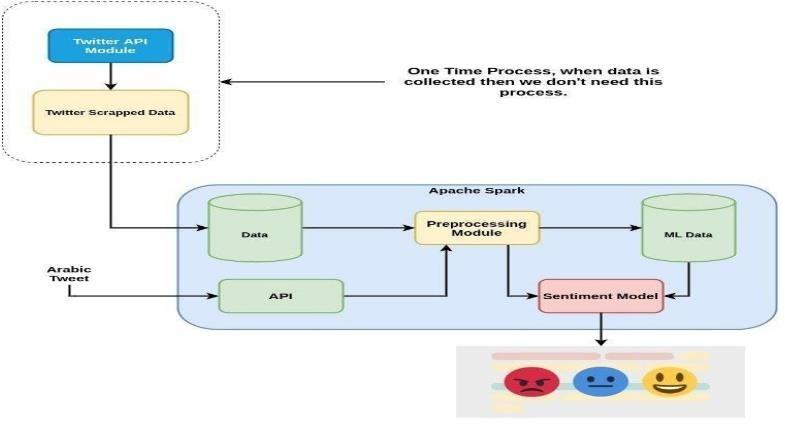 Twitter API
Module
Twitter Scrapped Data
One Time Process, when data is
collected then we don't need this
process.
Apache Spark
Data
Preprocessing
Module
ML Data
Arabic
Tweet
API
Sentiment Model